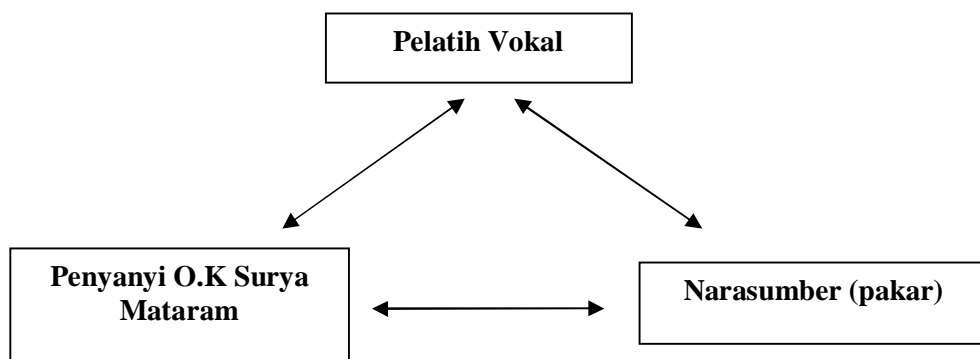 Pelatih Vokal
Penyanyi O.K Surya
Mataram
Narasumber (pakar)